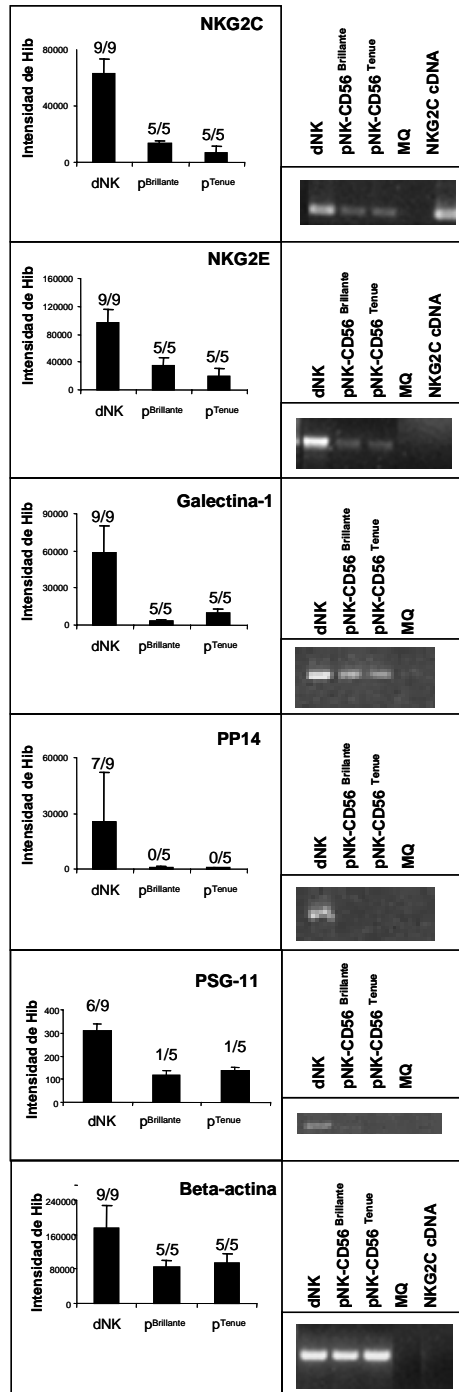 NKG2C
Intensidad de Hib
80000
40000
0
9/9
5/5
5/5
dNK
pBrillante
pTenue
dNK
pNK-CD56 Brillante
pNK-CD56 Tenue
MQ
NKG2C cDNA
NKG2E
Intensidad de Hib
160000
120000
80000
40000
0
9/9
5/5
5/5
dNK
pBrillante
pTenue
dNK
pNK-CD56 Brillante
pNK-CD56 Tenue
MQ
NKG2C cDNA
Galectina-1
Intensidad de Hib
90000
60000
30000
0
9/9
5/5
5/5
dNK
pBrillante
pTenue
dNK
pNK-CD56 Brillante
pNK-CD56 Tenue
MQ
PP14
Intensidad de Hib
60000
30000
0
7/9
0/5
0/5
dNK
pBrillante
pTenue
dNK
pNK-CD56 Brillante
pNK-CD56 Tenue
MQ
PSG-11
Intensidad de Hib
400
300
200
100
0
6/9
1/5
1/5
dNK
pBrillante
pTenue
dNK
pNK-CD56 Brillante
pNK-CD56 Tenue
MQ
Beta-actina
Intensidad de Hib
240000
160000
80000
0
9/9
5/5
5/5
dNK
pBrillante
pTenue
dNK
pNK-CD56 Brillante
pNK-CD56 Tenue
MQ
NKG2C cDNA